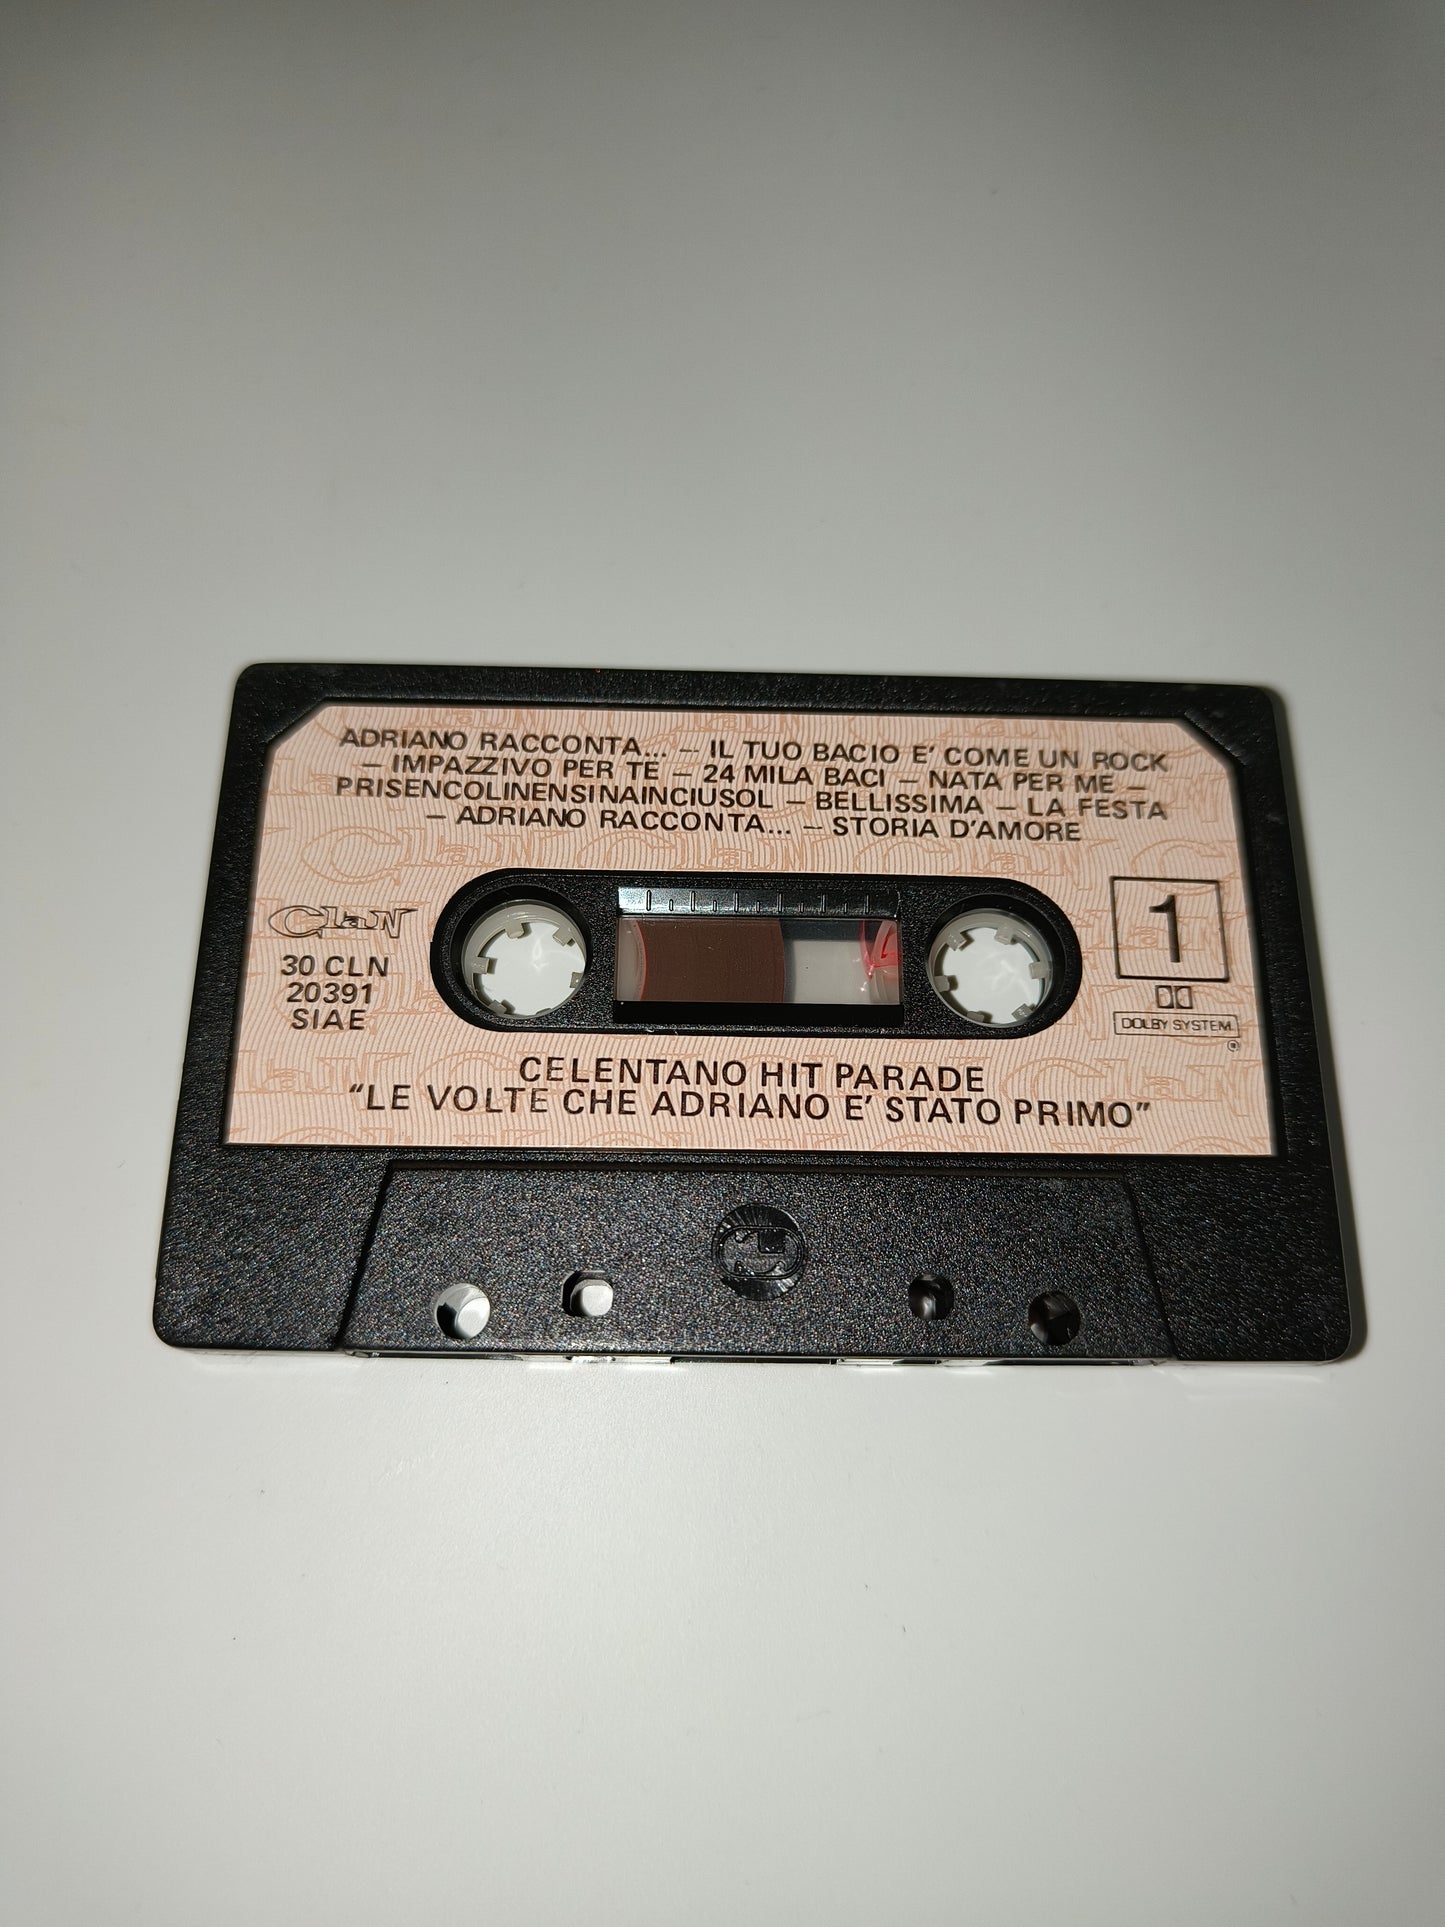 ADRIANO RACCONTA... — IL TUO BACIO E' COME UN ROCK
— IMPAZZIVO PER TE — 24 MILA BACI — NATA PER ME —
PRISENCOLINENSINAINCIUSOL — BELLISSIMA — LA FESTA
— ADRIANO RACCONTA... — STORIA D'AMORE
Clan
30 CLN
20391
SIAE
1
DOLBY SYSTEM
CELENTANO HIT PARADE
"LE VOLTE CHE ADRIANO E' STATO PRIMO"